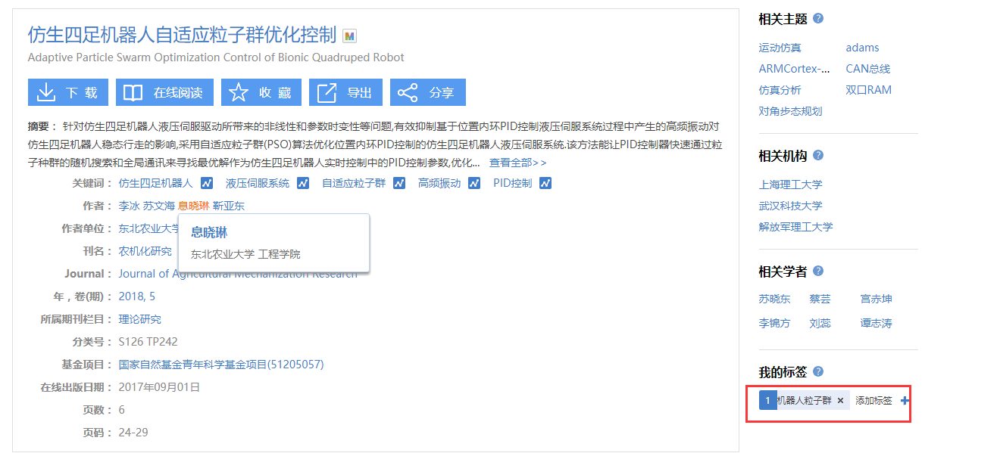 仿生四足机器人自适应粒子群优化控制 M
Adaptive Particle Swarm Optimization Control of Bionic Quadruped Robot
下 载 在线阅读 收 藏 导出 分享
摘要： 针对仿生四足机器人液压伺服驱动所带来的非线性和参数时变性等问题,有效抑制基于位置内环PID控制液压伺服系统过程中产生的高频振动对
仿生四足机器人稳态行走的影响,采用自适应粒子群(PSO)算法优化位置内环PID控制的仿生四足机器人液压伺服系统.该方法能让PID控制器快速通过粒
子种群的随机搜索和全局通讯来寻找最优解作为仿生四足机器人实时控制中的PID控制参数,优化... 查看全部>>
关键词： 仿生四足机器人 液压伺服系统 自适应粒子群 高频振动 PID控制
作者： 李冰 苏文海 息晓琳 靳亚东
作者单位： 东北农业大学
息晓琳
东北农业大学 工程学院
刊名： 农机化研究
Journal： Journal of Agricultural Mechanization Research
年，卷(期)： 2018, 5
所属期刊栏目： 理论研究
分类号： S126 TP242
基金项目： 国家自然基金青年科学基金项目(51205057)
在线出版日期： 2017年09月01日
页数： 6
页码： 24-29
相关主题 ?
运动仿真 adams
ARMCortex-... CAN总线
仿真分析 双口RAM
对角步态规划
相关机构 ?
上海理工大学
武汉科技大学
解放军理工大学
相关学者 ?
苏晓东 蔡芸 宫赤坤
李锦方 刘蕊 谭志涛
我的标签 ?
1 机器人粒子群 × 添加标签 +